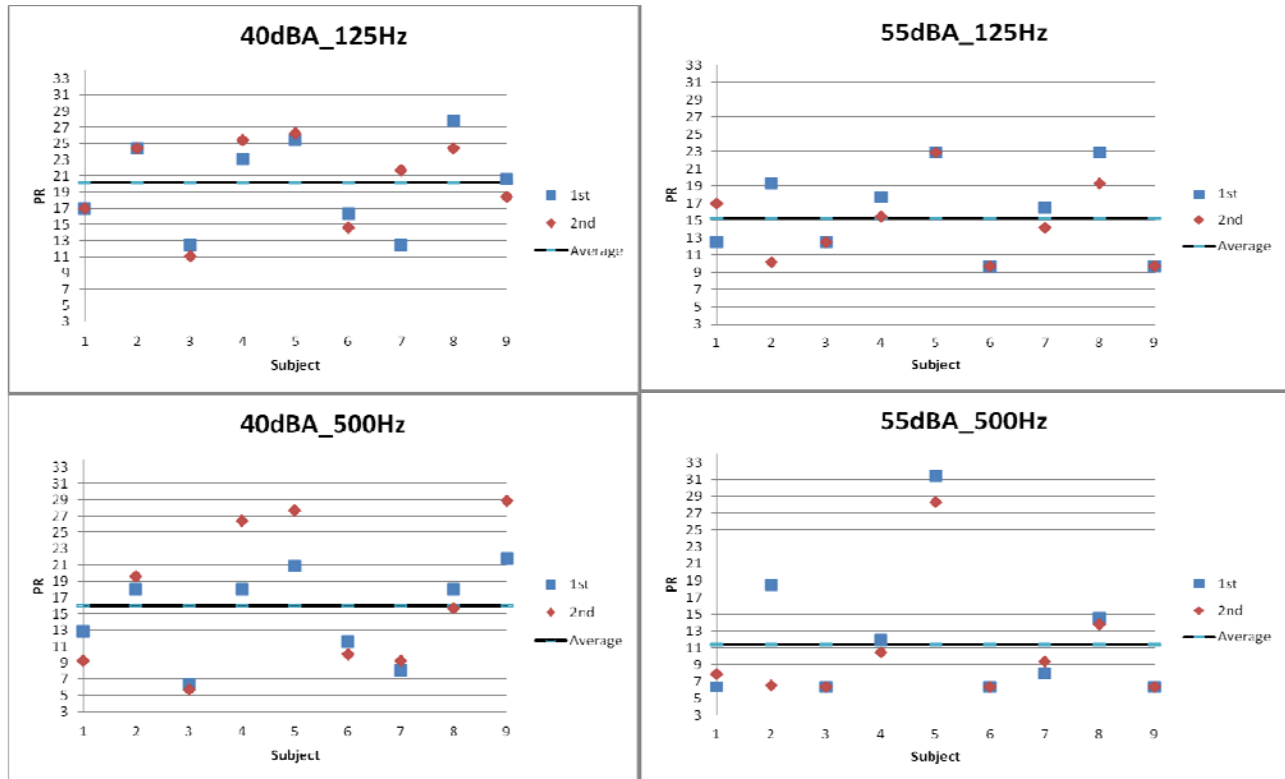 40dBA_125Hz
33
31
29
27
25
23
21
19
17
15
13
11
9
7
5
3
PR
1 2 3 4 5 6 7 8 9
Subject
1st
2nd
Average
55dBA_125Hz
33
31
29
27
25
23
21
19
17
15
13
11
9
7
5
3
PR
1 2 3 4 5 6 7 8 9
Subject
1st
2nd
Average
40dBA_500Hz
33
31
29
27
25
23
21
19
17
15
13
11
9
7
5
3
PR
1 2 3 4 5 6 7 8 9
Subject
1st
2nd
Average
55dBA_500Hz
33
31
29
27
25
23
21
19
17
15
13
11
9
7
5
3
PR
1 2 3 4 5 6 7 8 9
Subject
1st
2nd
Average